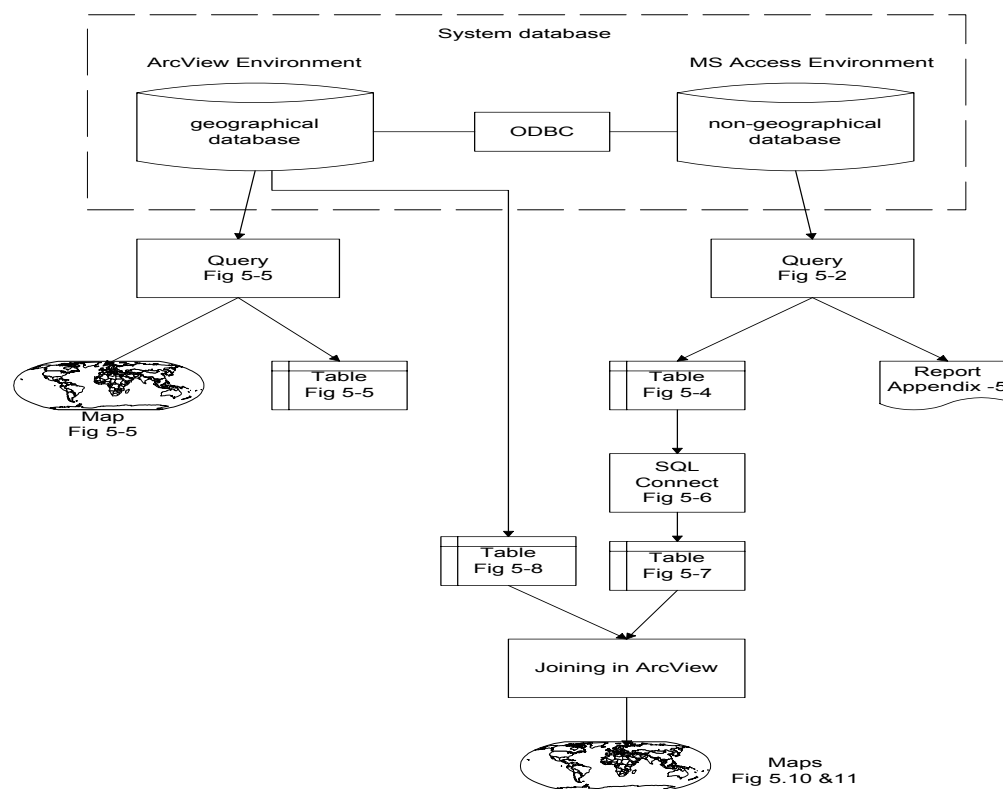 System database
ArcView Environment
MS Access Environment
geographical
database
ODBC
non-geographical
database
Query
Fig 5-5
Query
Fig 5-2
Map
Fig 5-5
Table
Fig 5-5
Table
Fig 5-4
Report
Appendix -5
SQL
Connect
Fig 5-6
Table
Fig 5-8
Table
Fig 5-7
Joining in ArcView
Maps
Fig 5.10 &11